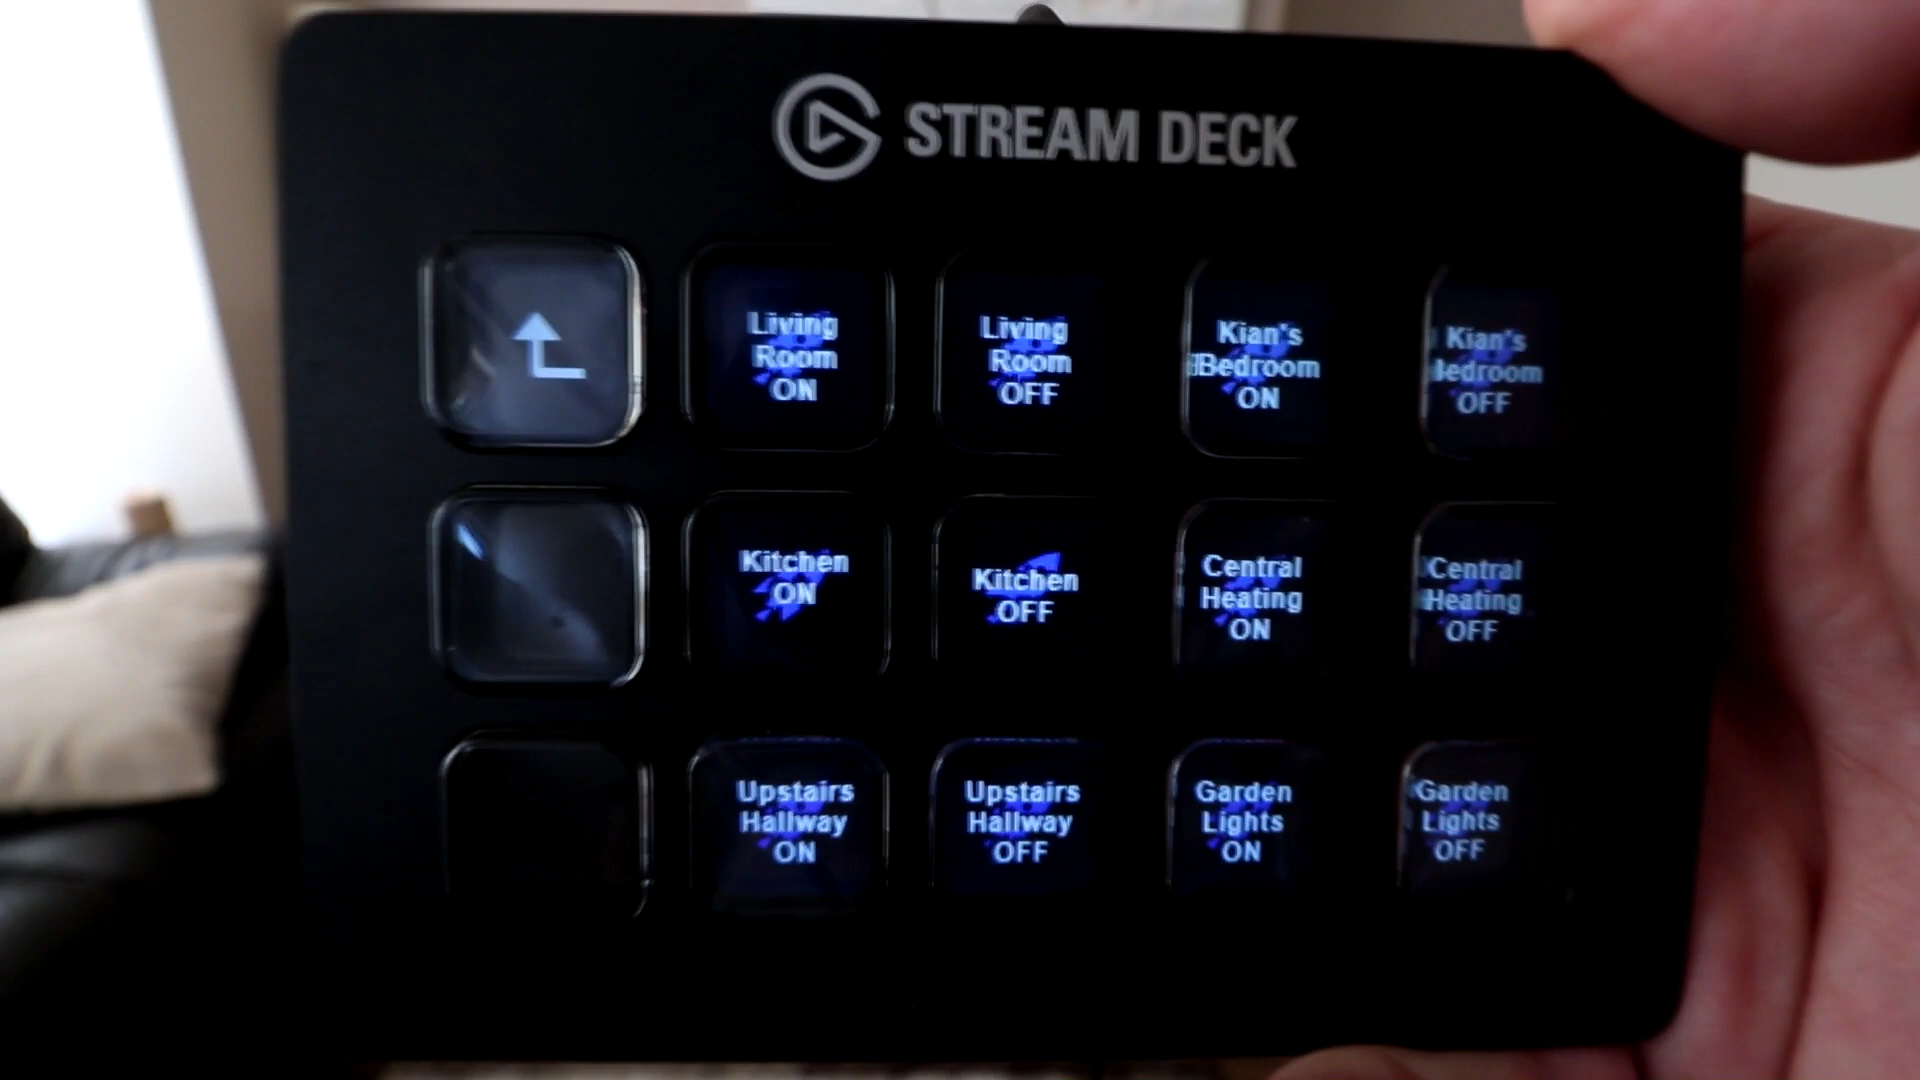 STREAM DECK
Living
Room
ON
Living
Room
OFF
Kian's
Bedroom
ON
Kian's
Bedroom
OFF
Kitchen
ON
Kitchen
OFF
Central
Heating
ON
Central
Heating
OFF
Upstairs
Hallway
ON
Upstairs
Hallway
OFF
Garden
Lights
ON
Garden
Lights
OFF